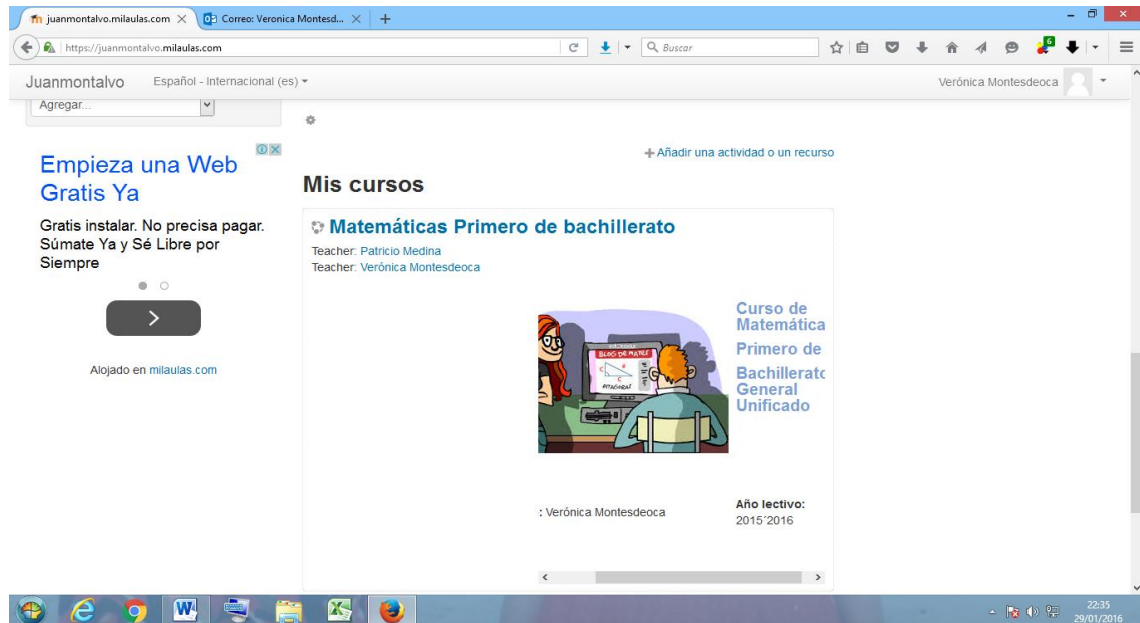 juanmontalvo.milaulas.com
Correo: Veronica Montesd...
https://juanmontalvo.milaulas.com
Buscar
6
Juanmontalvo
Español - Internacional (es)
Verónica Montesdeoca
Agregar...
Añadir una actividad o un recurso
Empieza una Web
Gratis Ya
Gratis instalar. No precisa pagar.
Súmate Ya y Sé Libre por
Siempre
Alojado en milaulas.com
Mis cursos
Matemáticas Primero de bachillerato
Teacher: Patricio Medina
Teacher: Verónica Montesdeoca
BLOG DE MATES
PITÁGORAS
Curso de
Matemática
Primero de
Bachillerato
General
Unificado
: Verónica Montesdeoca
Año lectivo:
2015´2016
22:35
29/01/2016